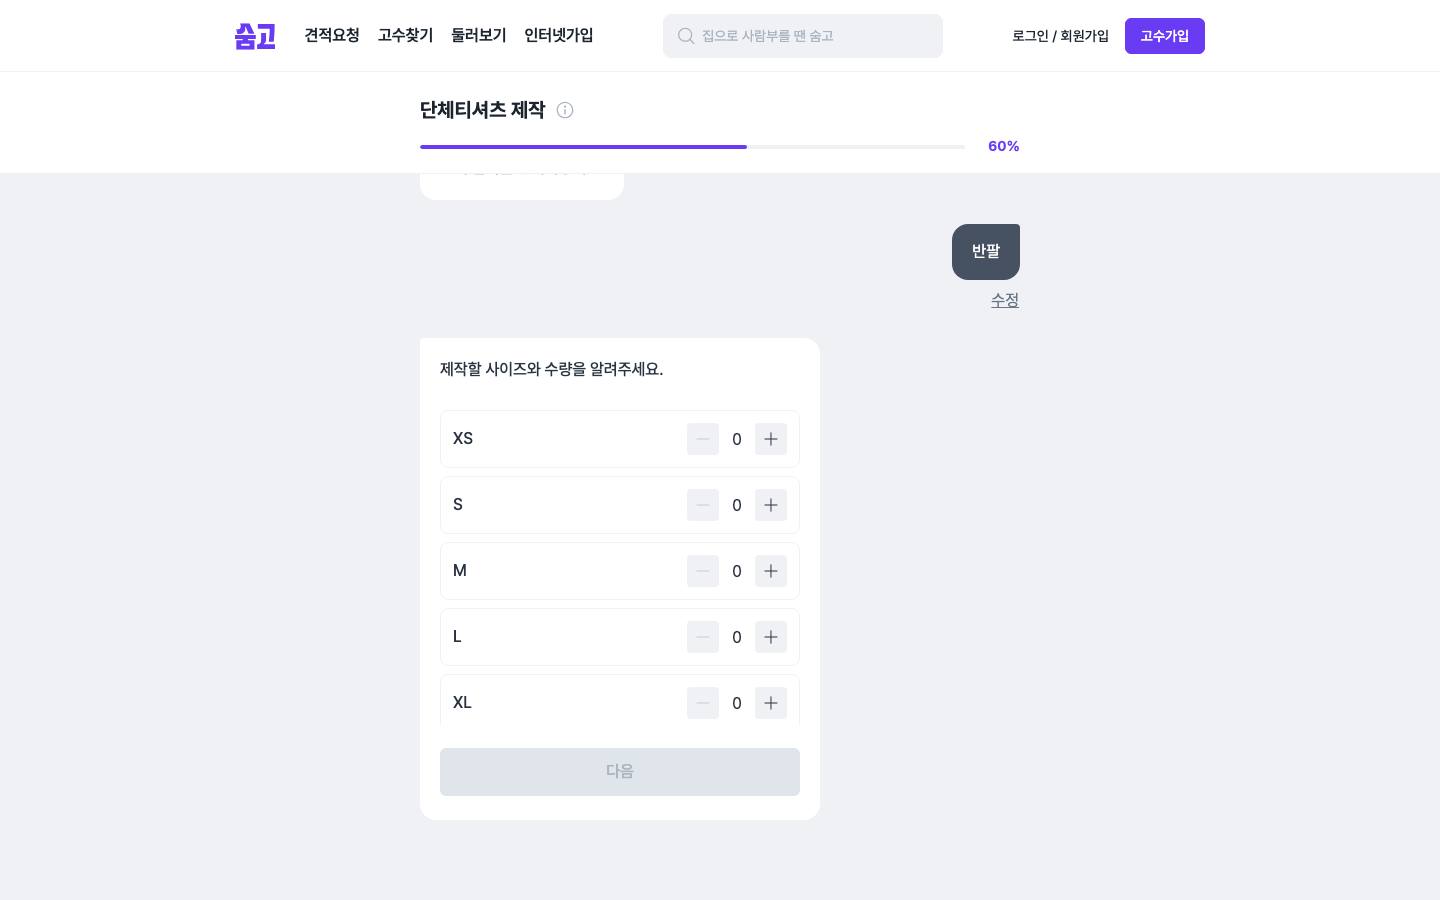 숨고
견적요청 고수찾기 둘러보기 인터넷가입
집으로 사람부를 땐 숨고
로그인 / 회원가입
고수가입
단체티셔츠 제작
60%
반팔
수정
제작할 사이즈와 수량을 알려주세요.
XS 0
S 0
M 0
L 0
XL 0
다음